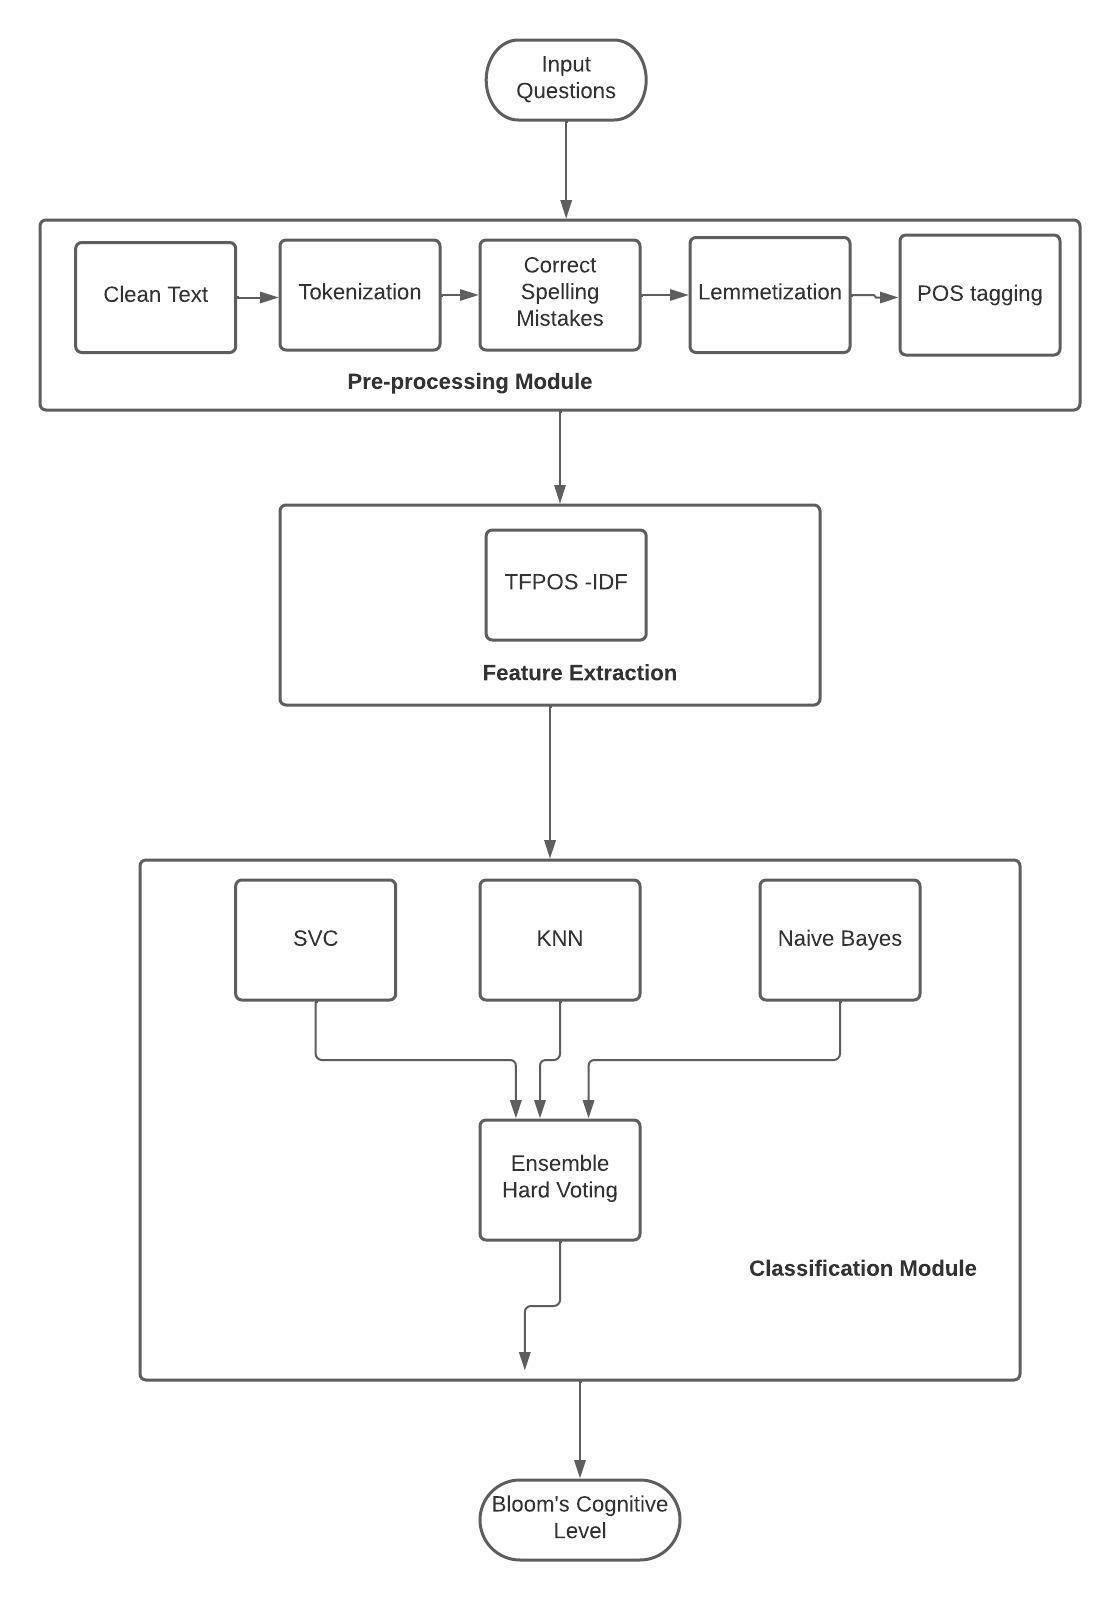 Input
Questions
Clean Text
Tokenization
Correct
Spelling
Mistakes
Lemmetization
POS tagging
Pre-processing Module
TFPOS -IDF
Feature Extraction
SVC
KNN
Naive Bayes
Ensemble
Hard Voting
Classification Module
Bloom's Cognitive
Level